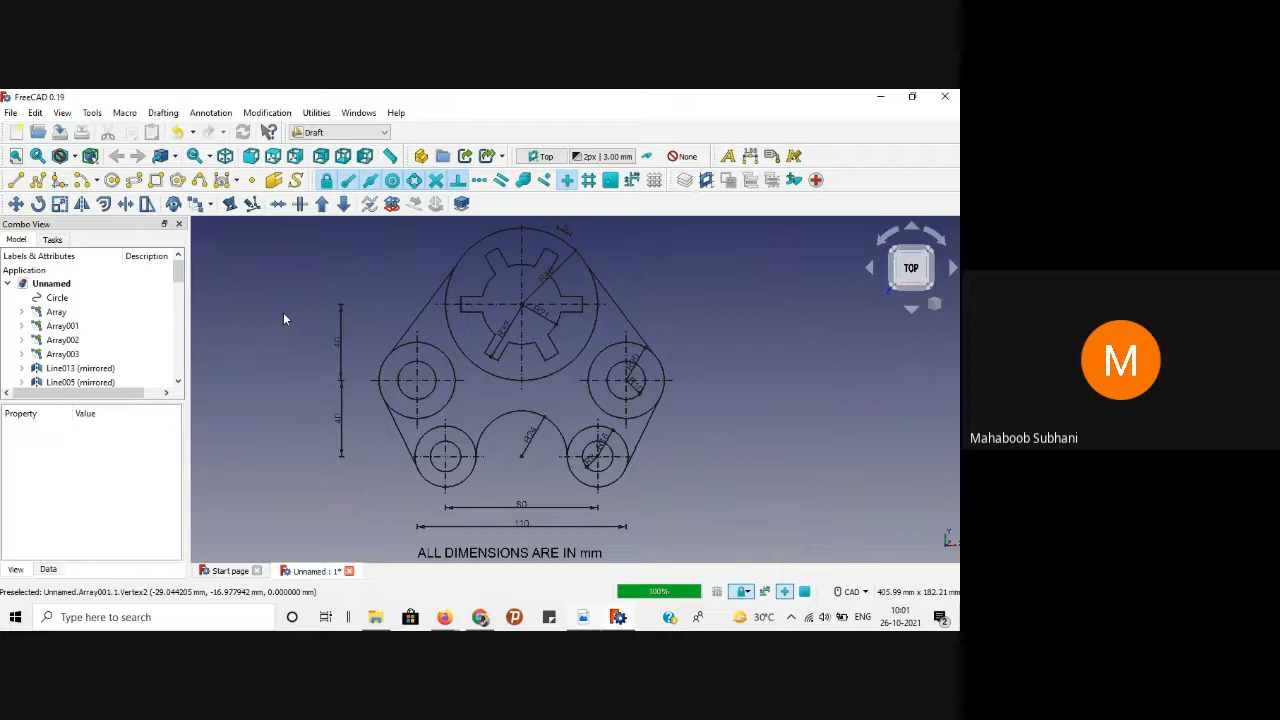 FreeCAD 0.19
File Edit View Tools Macro Drafting Annotation Modification Utilities Windows Help
Draft
Top 2px | 3.00 mm None
Combo View
Model Tasks
Labels & Attributes Description
Application
Unnamed
Circle
Array
Array001
Array002
Array003
Line013 (mirrored)
Line005 (mirrored)
Property Value
View Data
TOP
R21
40
40
R24
80
110
ALL DIMENSIONS ARE IN mm
Y
Start page Unnamed : 1*
Preselected: Unnamed.Array001.1.Vertex2 (-29.044205 mm, -16.977942 mm, 0.000000 mm)
100%
CAD 405.99 mm x 182.21 mm
Type here to search
30°C ENG
10:01
26-10-2021
2
M
Mahaboob Subhani